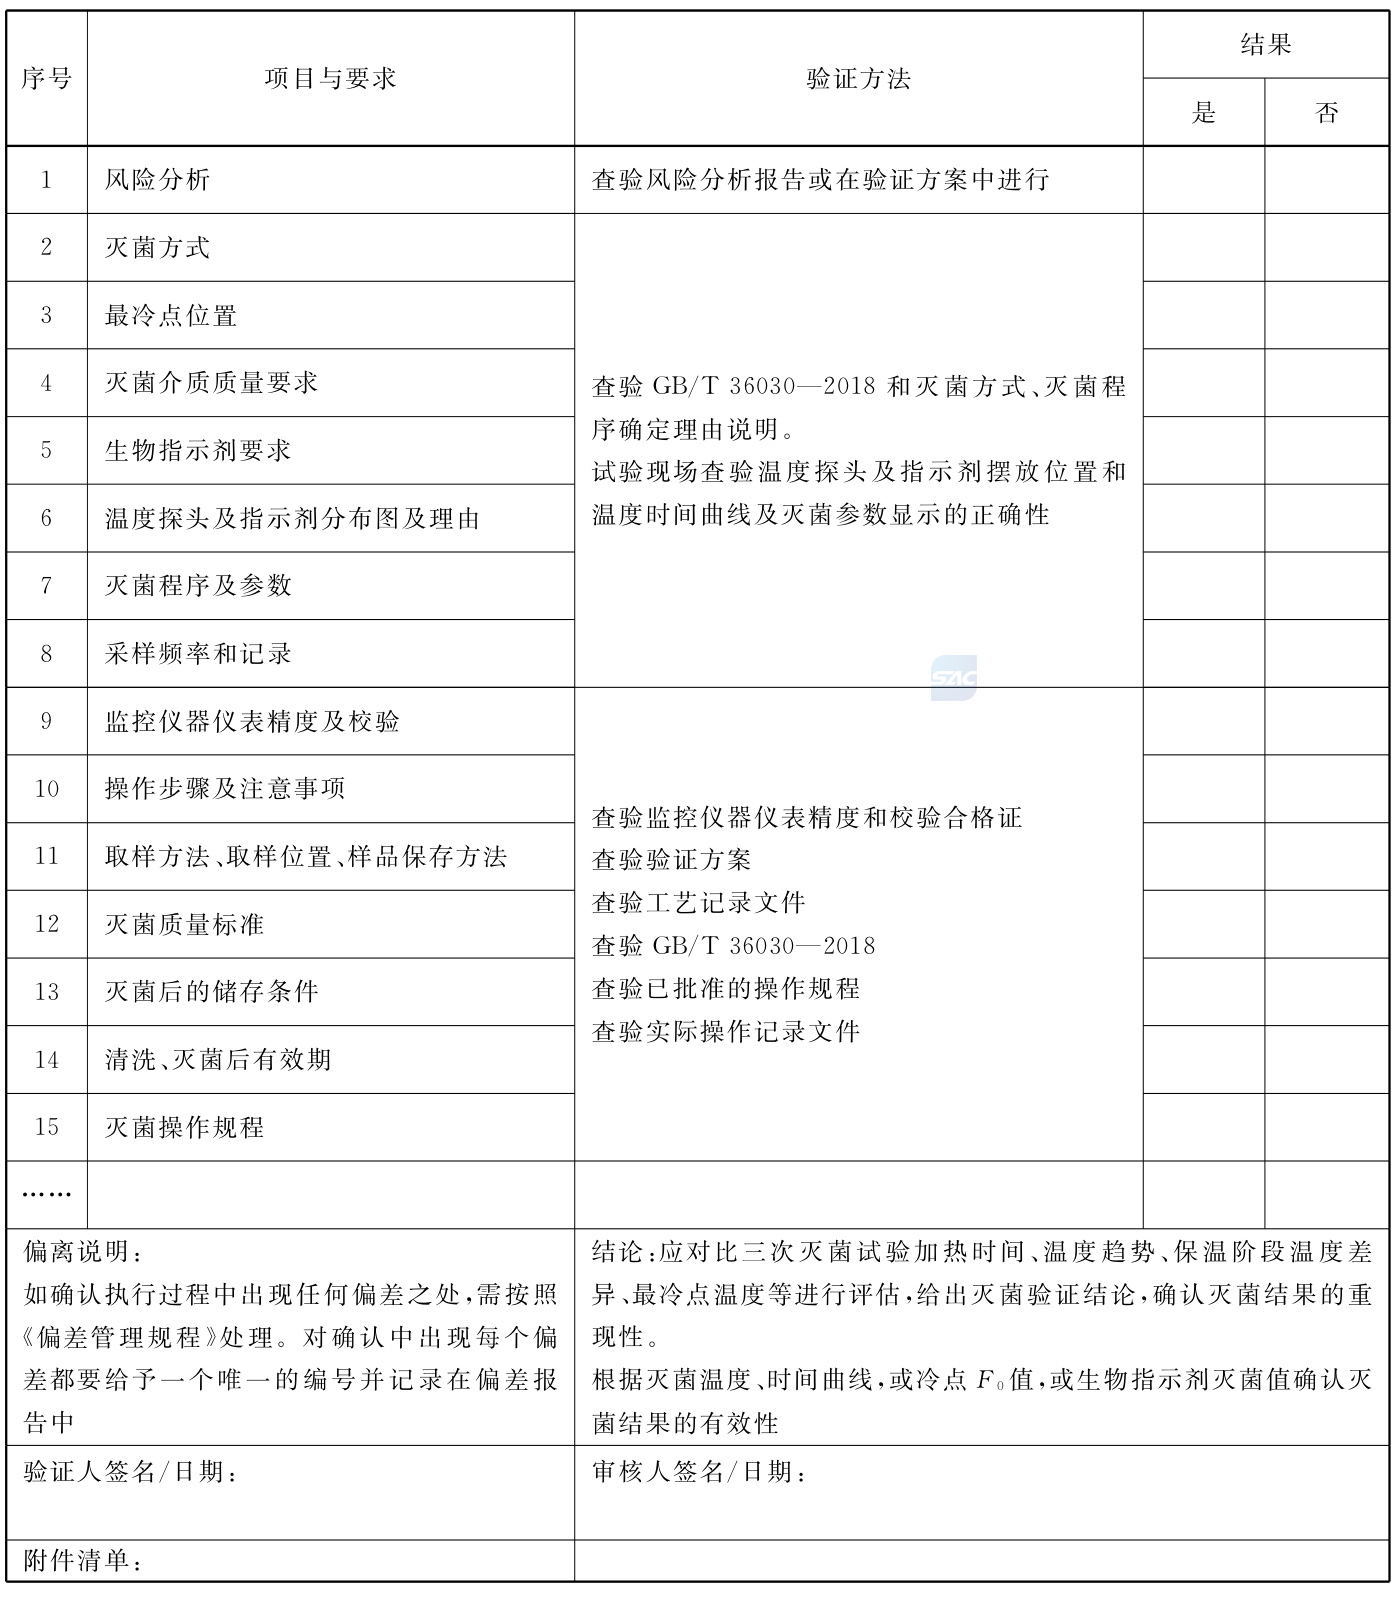 序号
项目与要求
验证方法
结果
是
否
1
风险分析
查验风险分析报告或在验证方案中进行
2
灭菌方式
3
最冷点位置
4
灭菌介质质量要求
5
生物指示剂要求
6
温度探头及指示剂分布图及理由
7
灭菌程序及参数
8
采样频率和记录
查验 GB/T 36030—2018 和灭菌方式、灭菌程
序确定理由说明。
试验现场查验温度探头及指示剂摆放位置和
温度时间曲线及灭菌参数显示的正确性
SAC
9
监控仪器仪表精度及校验
10
操作步骤及注意事项
11
取样方法、取样位置、样品保存方法
12
灭菌质量标准
13
灭菌后的储存条件
14
清洗、灭菌后有效期
15
灭菌操作规程
查验监控仪器仪表精度和校验合格证
查验验证方案
查验工艺记录文件
查验 GB/T 36030—2018
查验已批准的操作规程
查验实际操作记录文件
……
偏离说明：
如确认执行过程中出现任何偏差之处，需按照
《偏差管理规程》处理。对确认中出现每个偏
差都要给予一个唯一的编号并记录在偏差报
告中
结论：应对比三次灭菌试验加热时间、温度趋势、保温阶段温度差
异、最冷点温度等进行评估，给出灭菌验证结论，确认灭菌结果的重
现性。
根据灭菌温度、时间曲线，或冷点 F₀值，或生物指示剂灭菌值确认灭
菌结果的有效性
验证人签名/日期：
审核人签名/日期：
附件清单：